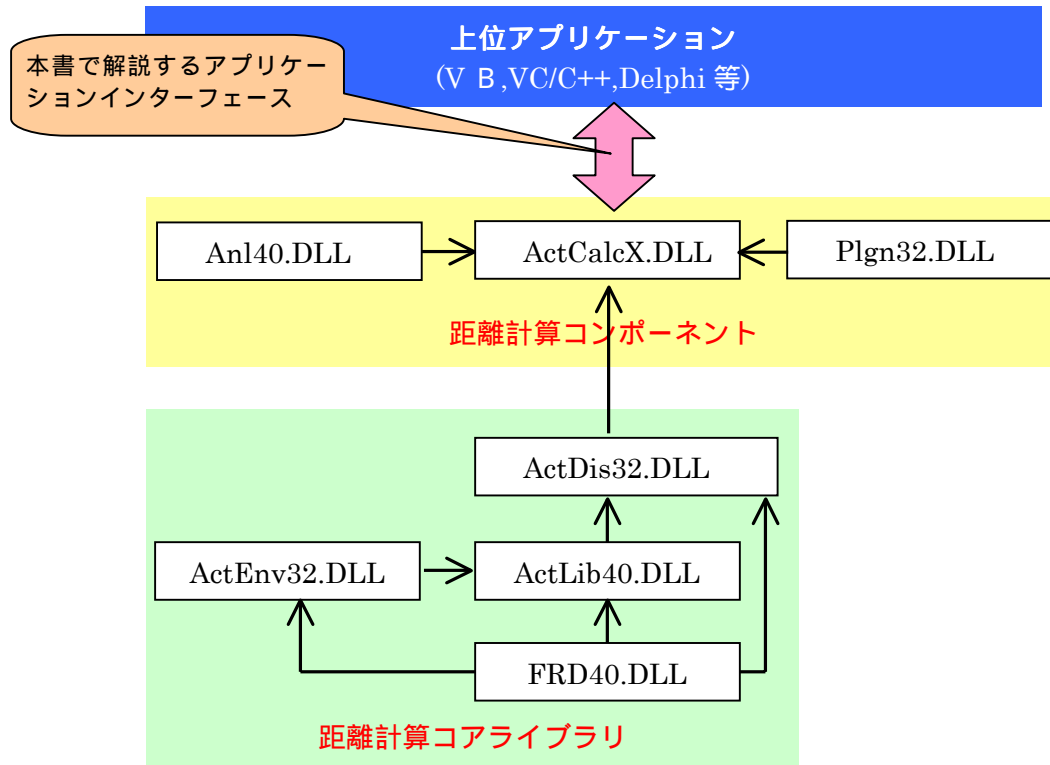 上位アプリケーション
(V Ｂ,VC/C++,Delphi 等)
本書で解説するアプリケー
ションインターフェース
Anl40.DLL
ActCalcX.DLL
Plgn32.DLL
距離計算コンポーネント
ActDis32.DLL
ActEnv32.DLL
ActLib40.DLL
FRD40.DLL
距離計算コアライブラリ